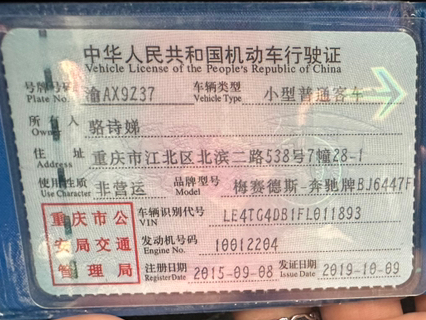 中华人民共和国机动车行驶证
Vehicle License of the People's Republic of China
号牌号码 渝AX9Z37 车辆类型 小型普通客车
Plate No. Vehicle Type
所有人 骆诗娣
Owner
住址 重庆市江北区北滨二路538号7幢28-1
Address
使用性质 非营运 品牌型号 梅赛德斯-奔驰牌BJ6447F
Use Character Model
重庆市公 车辆识别代号 LE4TG4DB1FL011893
VIN
安局交通 发动机号码 10012204
Engine No.
管理局 注册日期 2015-09-08 发证日期 2019-10-09
Register Date Issue Date